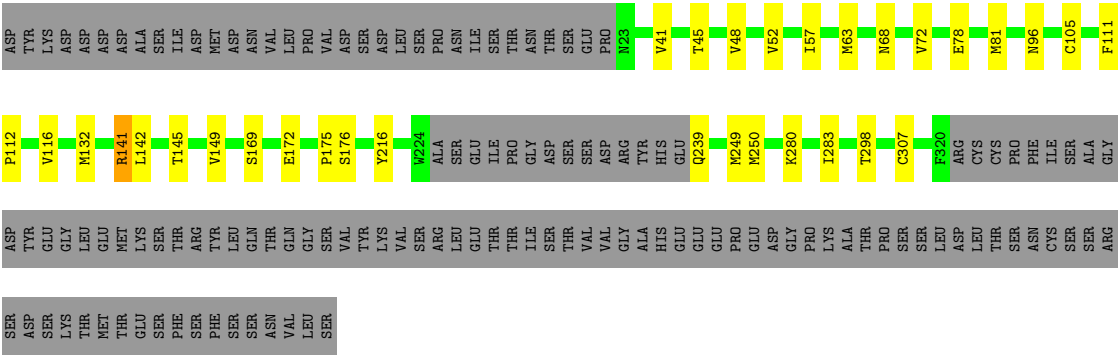 ASP TYR LYS ASP ASP ASP ASP ALA SER ILE ASP MET ASP ASN VAL LEU PRO VAL ASP SER ASP LEU SER PRO ASN ILE SER THR ASN THR SER GLU PRO N23 V41 T45 V48 V52 I57 M63 N68 V72 E78 M81 N96 C105 F111
P112 V116 M132 R141 L142 T145 V149 S169 E172 P175 S176 Y216 W224 ALA SER GLU ILE PRO GLY ASP SER SER ASP ARG TYR HIS GLU Q239 M249 M250 K280 I283 T298 C307 F320 ARG CYS CYS PRO PHE ILE SER ALA GLY
ASP TYR GLU GLY LEU GLU MET LYS SER THR ARG TYR LEU GLN THR GLN GLY SER VAL TYR LYS VAL SER ARG LEU GLU THR THR ILE SER THR VAL VAL GLY ALA HIS GLU GLU GLU PRO GLU ASP GLY PRO LYS ALA THR PRO SER SER LEU ASP LEU THR SER ASN CYS SER SER ARG
SER ASP SER LYS THR MET THR GLU SER PHE SER PHE SER SER ASN VAL LEU SER